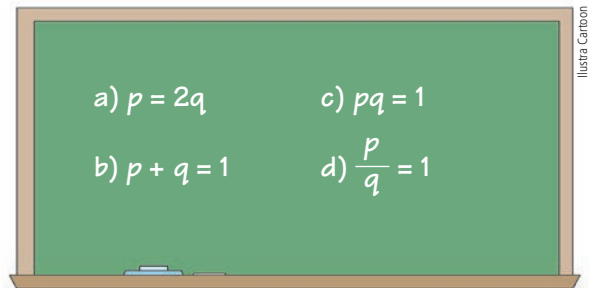 a) p = 2q
c) pq = 1
b) p + q = 1
d) p/q = 1
Ilustra Cartoon